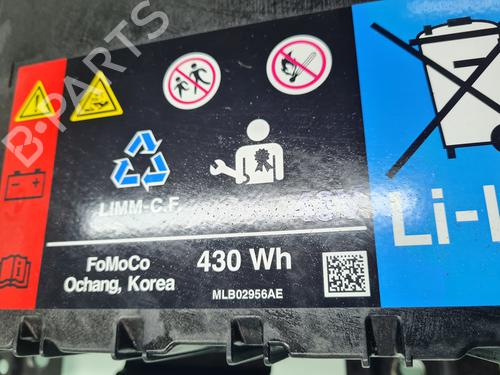 B-PARTS
LIMM-C.F.
FoMoCo
Ochang, Korea
430 Wh
MLB02956AE
Li-I